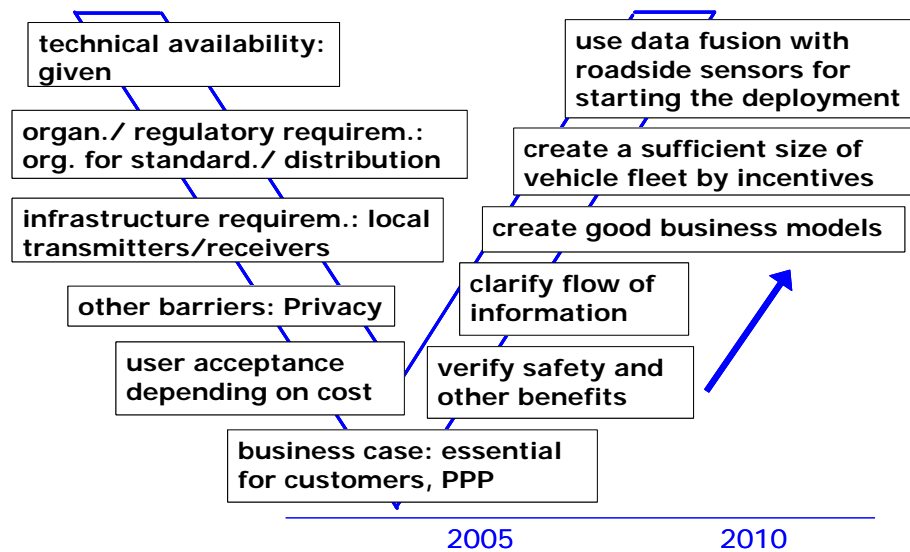 technical availability:
given
organ./ regulatory requirem.:
org. for standard./ distribution
infrastructure requirem.: local
transmitters/receivers
other barriers: Privacy
user acceptance
depending on cost
business case: essential
for customers, PPP
use data fusion with
roadside sensors for
starting the deployment
create a sufficient size of
vehicle fleet by incentives
create good business models
clarify flow of
information
verify safety and
other benefits
2005
2010